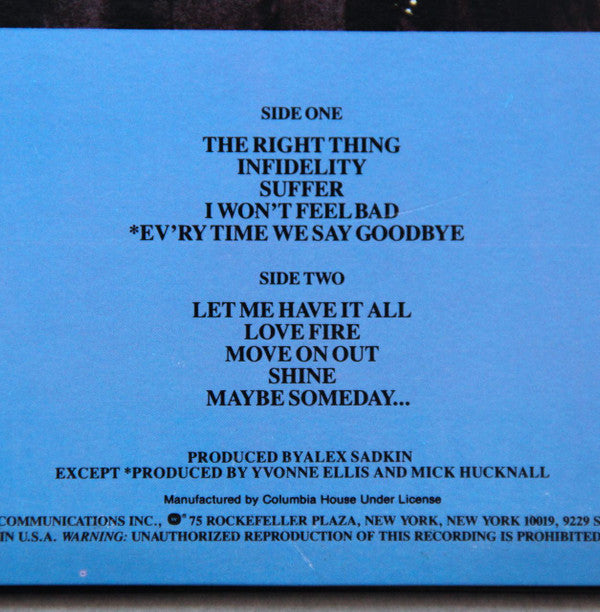 SIDE ONE
THE RIGHT THING
INFIDELITY
SUFFER
I WON'T FEEL BAD
*EV'RY TIME WE SAY GOODBYE
SIDE TWO
LET ME HAVE IT ALL
LOVE FIRE
MOVE ON OUT
SHINE
MAYBE SOMEDAY...
PRODUCED BYALEX SADKIN
EXCEPT *PRODUCED BY YVONNE ELLIS AND MICK HUCKNALL
Manufactured by Columbia House Under License
COMMUNICATIONS INC., ® 75 ROCKEFELLER PLAZA, NEW YORK, NEW YORK 10019, 9229 S
IN U.S.A. WARNING: UNAUTHORIZED REPRODUCTION OF THIS RECORDING IS PROHIBITED